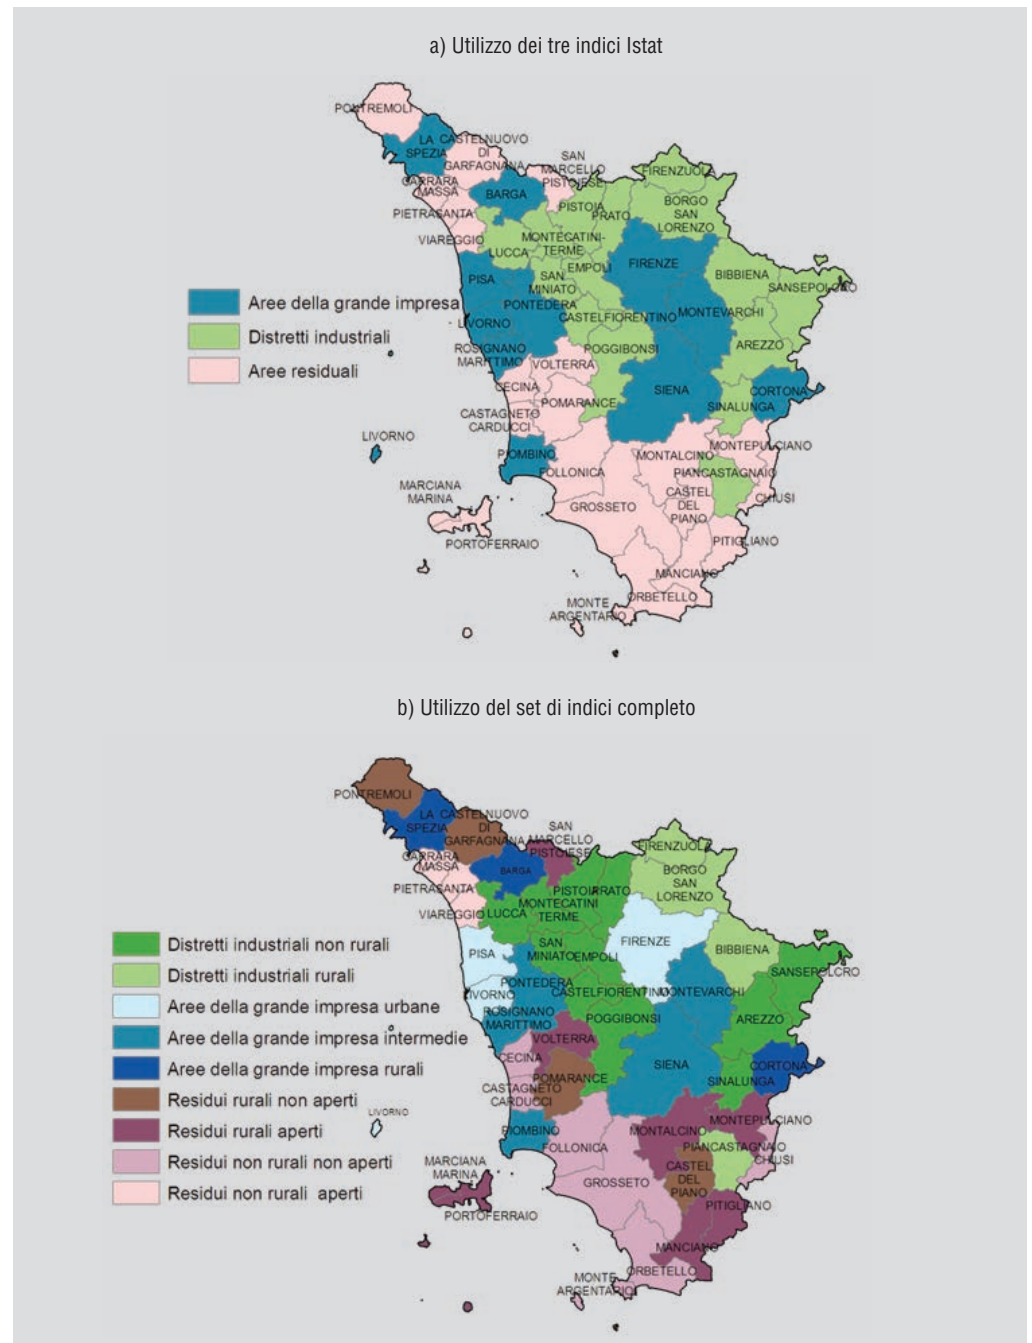 a) Utilizzo dei tre indici Istat
PONTREMOLI
LA
SPEZIA
CASTELNUOVO
DI
GARFAGNANA
SAN
MARCELLO
PISTOIESE
CARRARA
MASSA
BARGA
PIETRASANTA
VIAREGGIO
LUCCA
PISTOIA
PRATO
MONTECATINI-
TERME
FIRENZUOLA
BORGO
SAN
LORENZO
PISA
SAN
MINIATO
EMPOLI
FIRENZE
BIBBIENA
SANSEPOLCRO
PONTEDERA
LIVORNO
CASTELFIORENTINO
MONTEVARCHI
ROSIGNANO
MARITTIMO
POGGIBONSI
AREZZO
VOLTERRA
CECINA
POMARANCE
SIENA
CORTONA
SINALUNGA
CASTAGNETO
CARDUCCI
LIVORNO
PIOMBINO
FOLLONICA
MONTALCINO
MONTEPULCIANO
PIANCASTAGNAIO
CHIUSI
MARCIANA
MARINA
PORTOFERRAIO
GROSSETO
CASTEL
DEL
PIANO
PITIGLIANO
MANCIANO
ORBETELLO
MONTE
ARGENTARIO
Aree della grande impresa
Distretti industriali
Aree residuali
b) Utilizzo del set di indici completo
PONTREMOLI
LA
SPEZIA
CASTELNUOVO
DI
GARFAGNANA
SAN
MARCELLO
PISTOIESE
CARRARA
MASSA
BARGA
PIETRASANTA
VIAREGGIO
LUCCA
PISTOIA
PRATO
MONTECATINI
TERME
FIRENZUOLA
BORGO
SAN
LORENZO
PISA
SAN
MINIATO
EMPOLI
FIRENZE
BIBBIENA
SANSEPOLCRO
PONTEDERA
LIVORNO
CASTELFIORENTINO
MONTEVARCHI
ROSIGNANO
MARITTIMO
POGGIBONSI
AREZZO
VOLTERRA
CECINA
POMARANCE
SIENA
CORTONA
SINALUNGA
CASTAGNETO
CARDUCCI
LIVORNO
PIOMBINO
FOLLONICA
MONTALCINO
MONTEPULCIANO
PIANCASTAGNAIO
CHIUSI
MARCIANA
MARINA
PORTOFERRAIO
GROSSETO
CASTEL
DEL
PIANO
PITIGLIANO
MANCIANO
ORBETELLO
MONTE
ARGENTARIO
Distretti industriali non rurali
Distretti industriali rurali
Aree della grande impresa urbane
Aree della grande impresa intermedie
Aree della grande impresa rurali
Residui rurali non aperti
Residui rurali aperti
Residui non rurali non aperti
Residui non rurali aperti